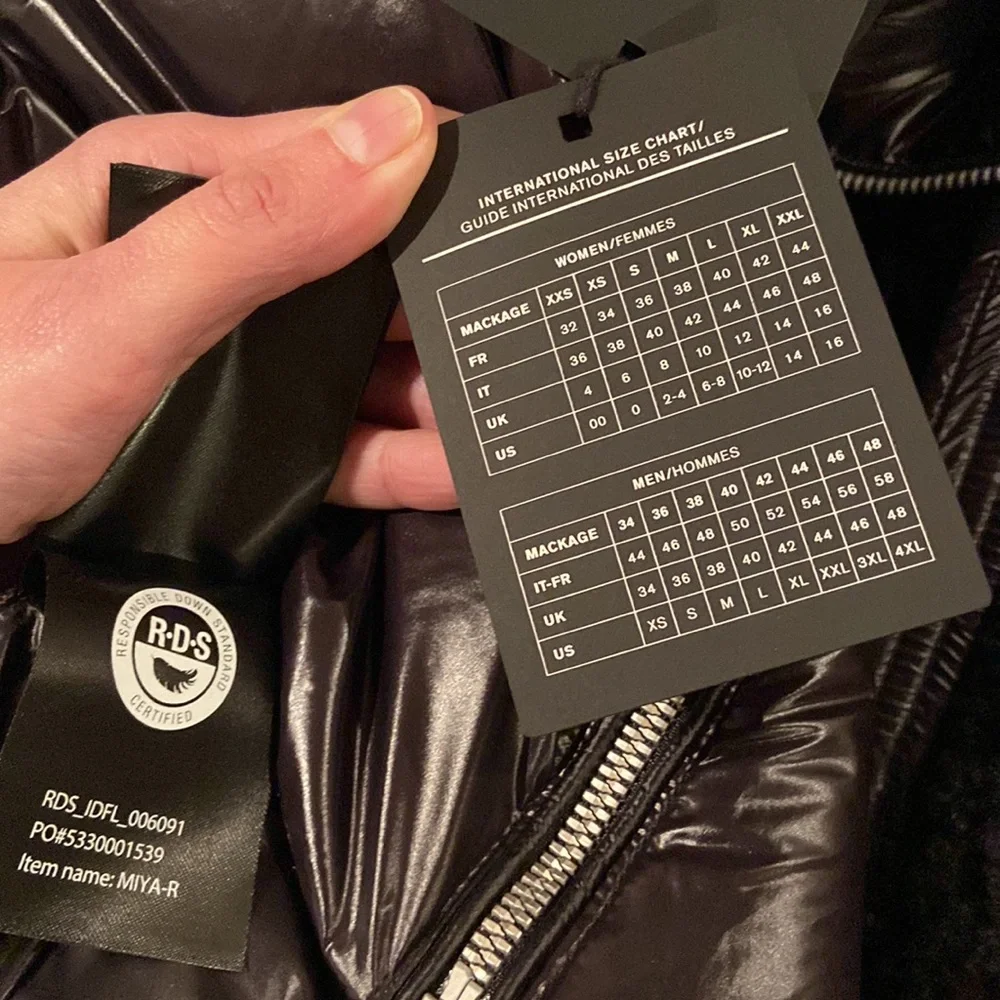 INTERNATIONAL SIZE CHART/
GUIDE INTERNATIONAL DES TAILLES
WOMEN/FEMMES
MACKAGE XXS XS S M L XL XXL
FR 32 34 36 38 40 42 44
IT 36 38 40 42 44 46 48
UK 4 6 8 10 12 14 16
US 00 0 2-4 6-8 10-12 14 16
MEN/HOMMES
MACKAGE 34 36 38 40 42 44 46 48
IT-FR 44 46 48 50 52 54 56 58
UK 34 36 38 40 42 44 46 48
US XS S M L XL XXL 3XL 4XL
RESPONSIBLE DOWN STANDARD
R·D·S
CERTIFIED
RDS_IDFL_006091
PO#5330001539
Item name: MIYA-R